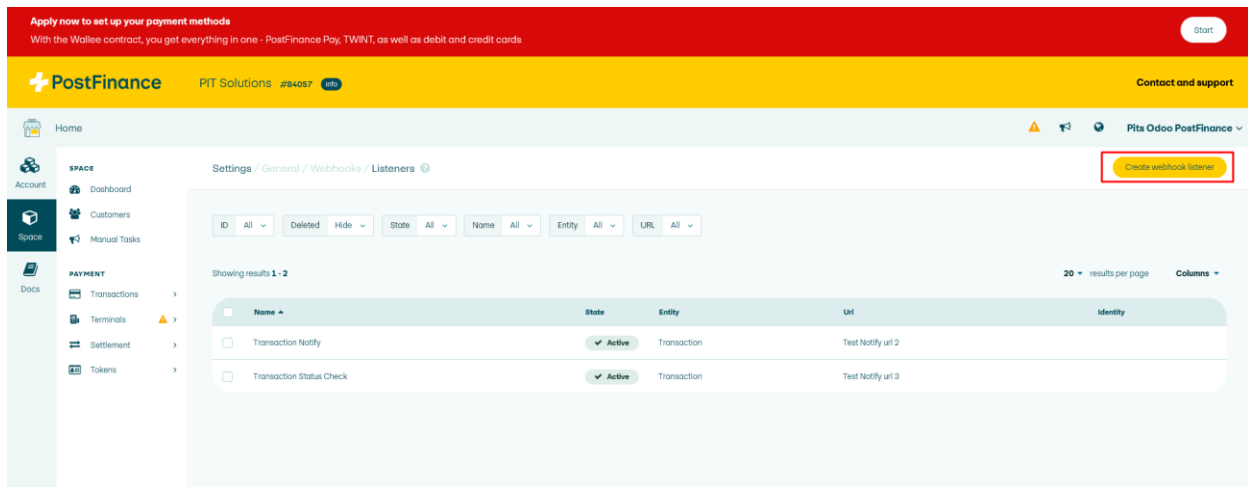 Apply now to set up your payment methods
With the Wallee contract, you get everything in one - PostFinance Pay, TWINT, as well as debit and credit cards
Start
PostFinance
PIT Solutions #84057 Info
Contact and support
Home
Pits Odoo PostFinance
Account
Space
Docs
SPACE
Dashboard
Customers
Manual Tasks
PAYMENT
Transactions
Terminals
Settlement
Tokens
Settings / General / Webhooks / Listeners
Create webhook listener
ID All Deleted Hide State All Name All Entity All URL All
Showing results 1 - 2
20 results per page Columns
Name State Entity Url Identity
Transaction Notify Active Transaction Test Notify url 2
Transaction Status Check Active Transaction Test Notify url 3